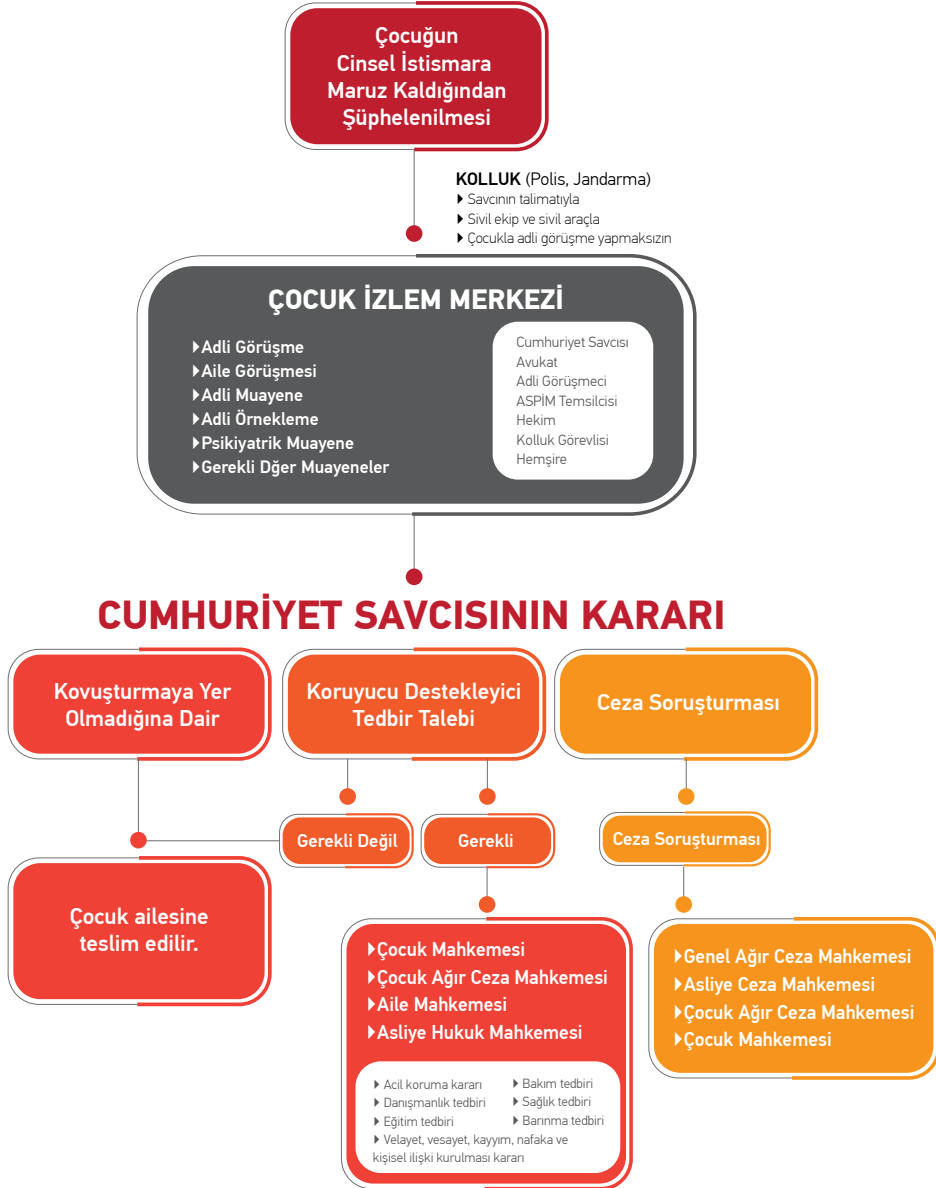 Çocuğun
Cinsel İstismara
Maruz Kaldığından
Şüphelenilmesi
KOLLUK (Polis, Jandarma)
Savcının talimatıyla
Sivil ekip ve sivil araçla
Çocukla adli görüşme yapmaksızın
ÇOCUK İZLEM MERKEZİ
Adli Görüşme
Aile Görüşmesi
Adli Muayene
Adli Örnekleme
Psikiyatrik Muayene
Gerekli Dğer Muayeneler
Cumhuriyet Savcısı
Avukat
Adli Görüşmeci
ASPİM Temsilcisi
Hekim
Kolluk Görevlisi
Hemşire
CUMHURİYET SAVCISININ KARARI
Kovuşturmaya Yer
Olmadığına Dair
Koruyucu Destekleyici
Tedbir Talebi
Ceza Soruşturması
Gerekli Değil
Gerekli
Ceza Soruşturması
Çocuk ailesine
teslim edilir.
Çocuk Mahkemesi
Çocuk Ağır Ceza Mahkemesi
Aile Mahkemesi
Asliye Hukuk Mahkemesi
Acil koruma kararı
Danışmanlık tedbiri
Eğitim tedbiri
Bakım tedbiri
Sağlık tedbiri
Barınma tedbiri
Velayet, vesayet, kayyım, nafaka ve
kişisel ilişki kurulması kararı
Genel Ağır Ceza Mahkemesi
Asliye Ceza Mahkemesi
Çocuk Ağır Ceza Mahkemesi
Çocuk Mahkemesi